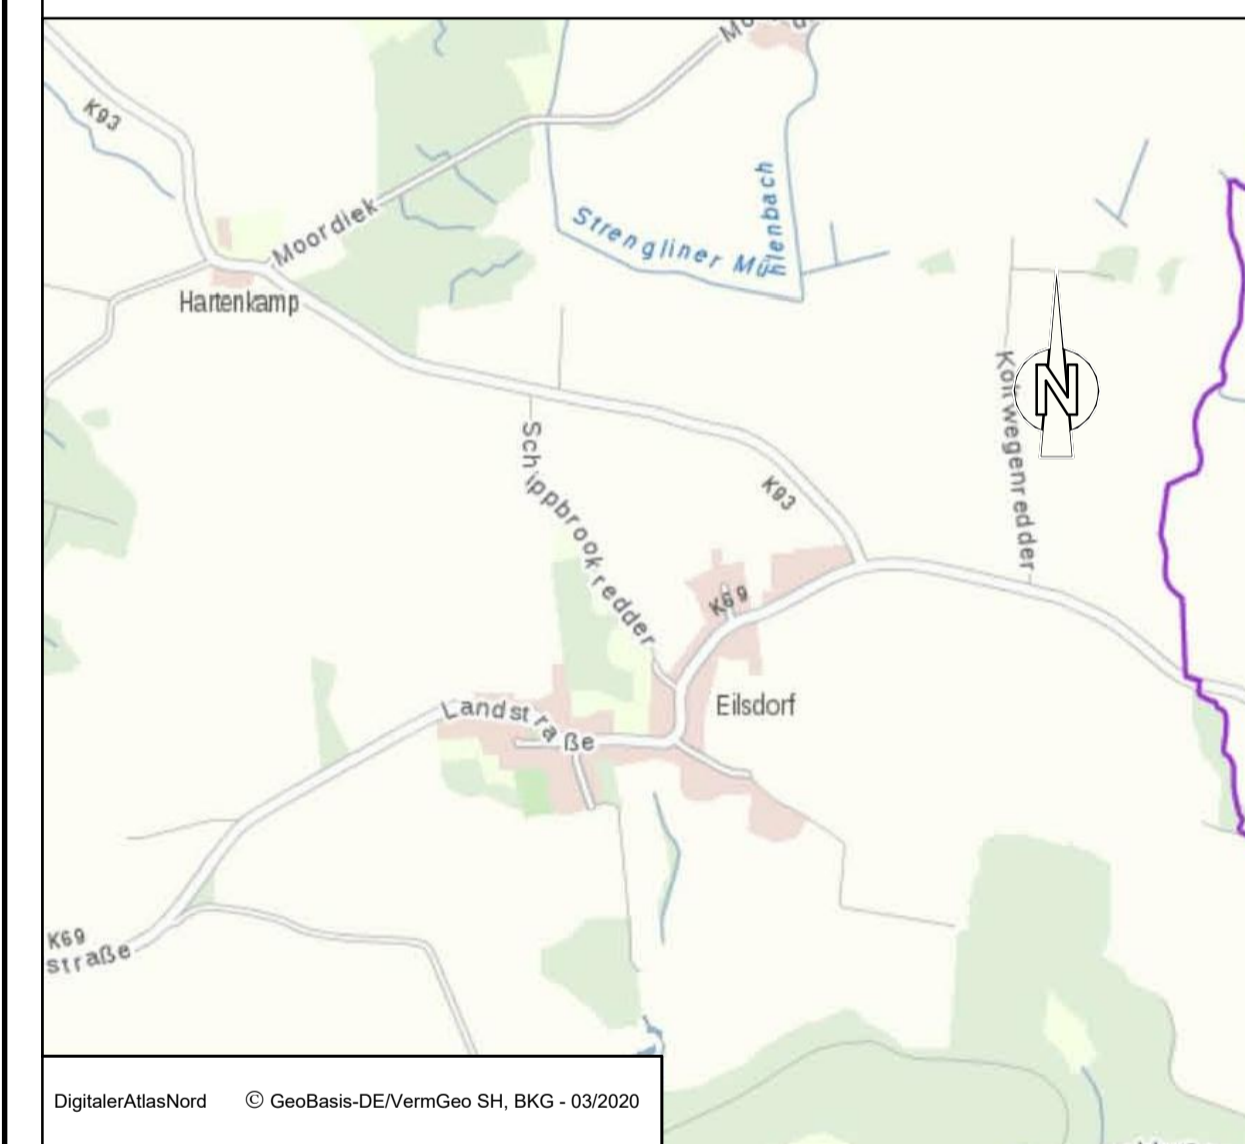 K93
Moordiek
Strengliner Mühlenbach
Hartenkamp
N
Schippbrookredder
K93
K69
Landstraße
Eilsdorf
K69
straße
DigitalerAtlasNord © GeoBasis-DE/VermGeo SH, BKG - 03/2020